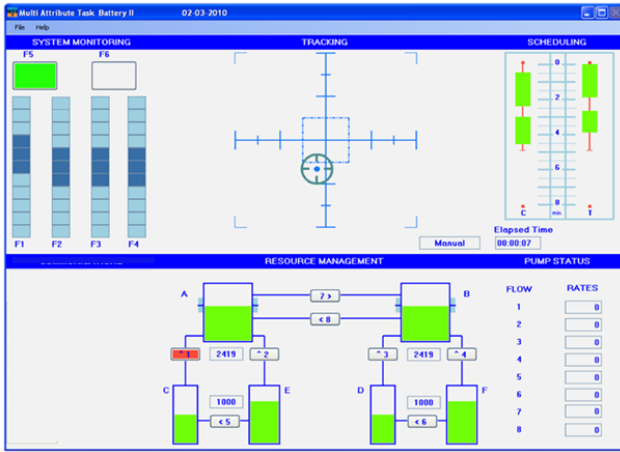 Multi Attribute Task Battery II 02-03-2010
File Help
SYSTEM MONITORING TRACKING SCHEDULING
F5 F6
0
2
4
6
8
C min T
F1 F2 F3 F4
Elapsed Time
Manual 00:00:07
RESOURCE MANAGEMENT PUMP STATUS
A 7 > B
< 8
^ 1 2419 ^ 2 ^ 3 2419 ^ 4
C 1000 E D 1000 F
< 5 < 6
FLOW RATES
1 0
2 0
3 0
4 0
5 0
6 0
7 0
8 0